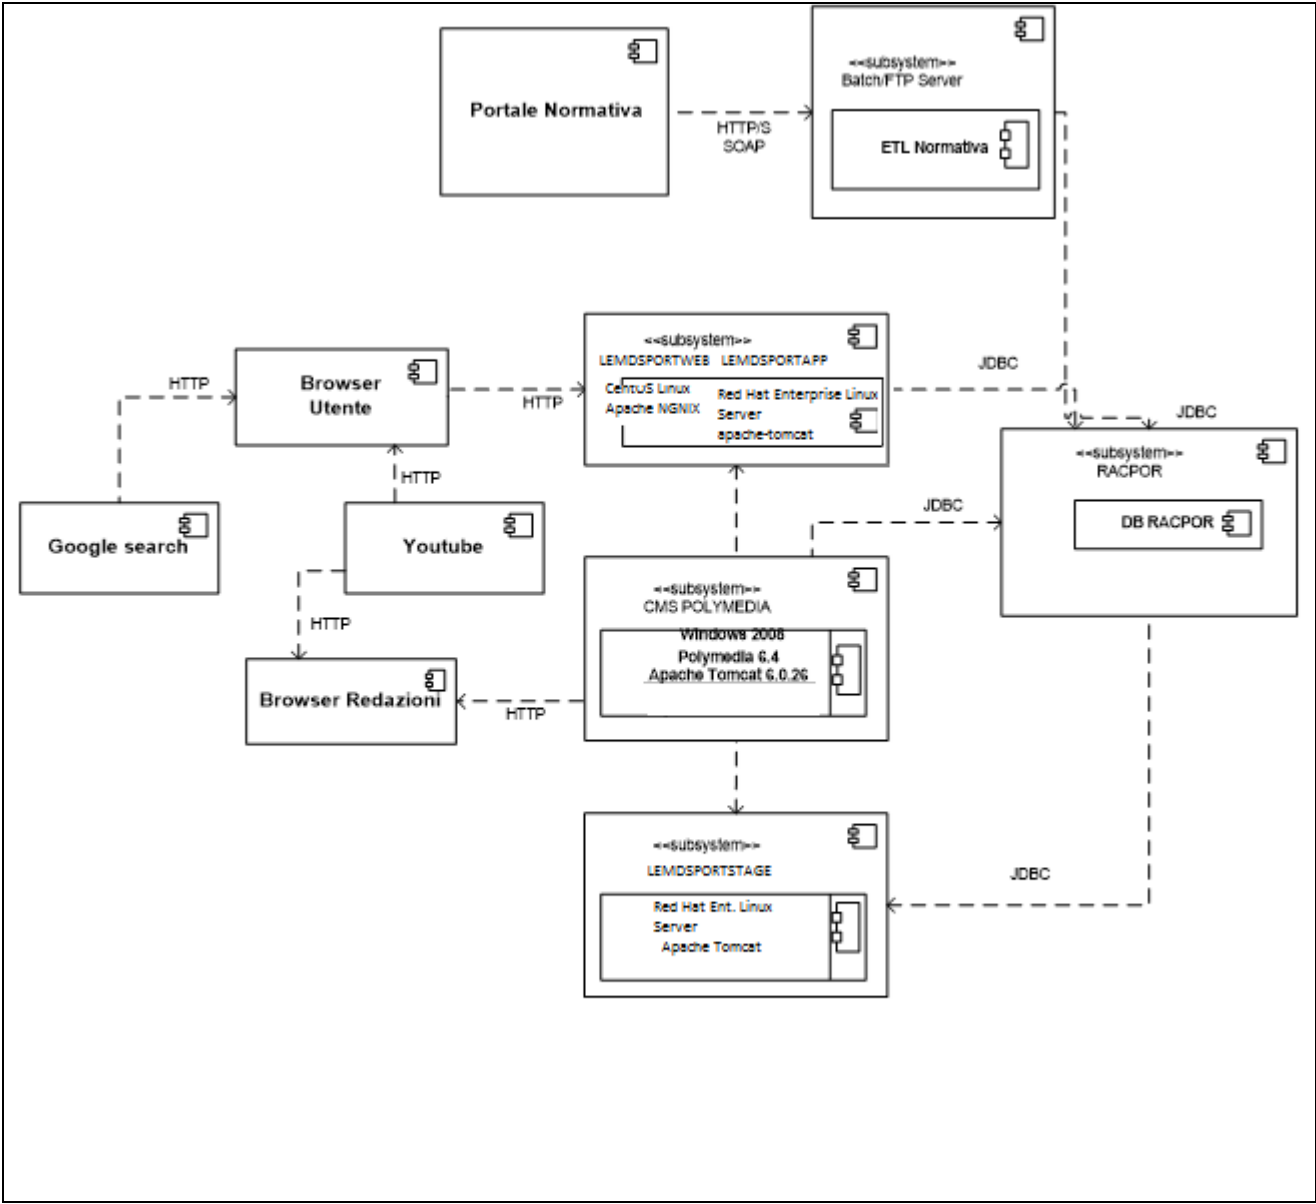 <<subsystem>>
Batch/FTP Server
Portale Normativa
HTTP/S
SOAP
ETL Normativa
<<subsystem>>
LEMDSPORTWEB LEMDSPORTAPP
CentOS Linux
Apache NGNIX
Red Hat Enterprise Linux
Server
apache-tomcat
JDBC
HTTP
Browser
Utente
HTTP
JDBC
<<subsystem>>
RACPOR
DB RACPOR
HTTP
Google search
Youtube
JDBC
<<subsystem>>
CMS POLYMEDIA
Windows 2008
Polymedia 6.4
Apache Tomcat 6.0.26
HTTP
Browser Redazioni
HTTP
<<subsystem>>
LEMDSPORTSTAGE
Red Hat Ent. Linux
Server
Apache Tomcat
JDBC